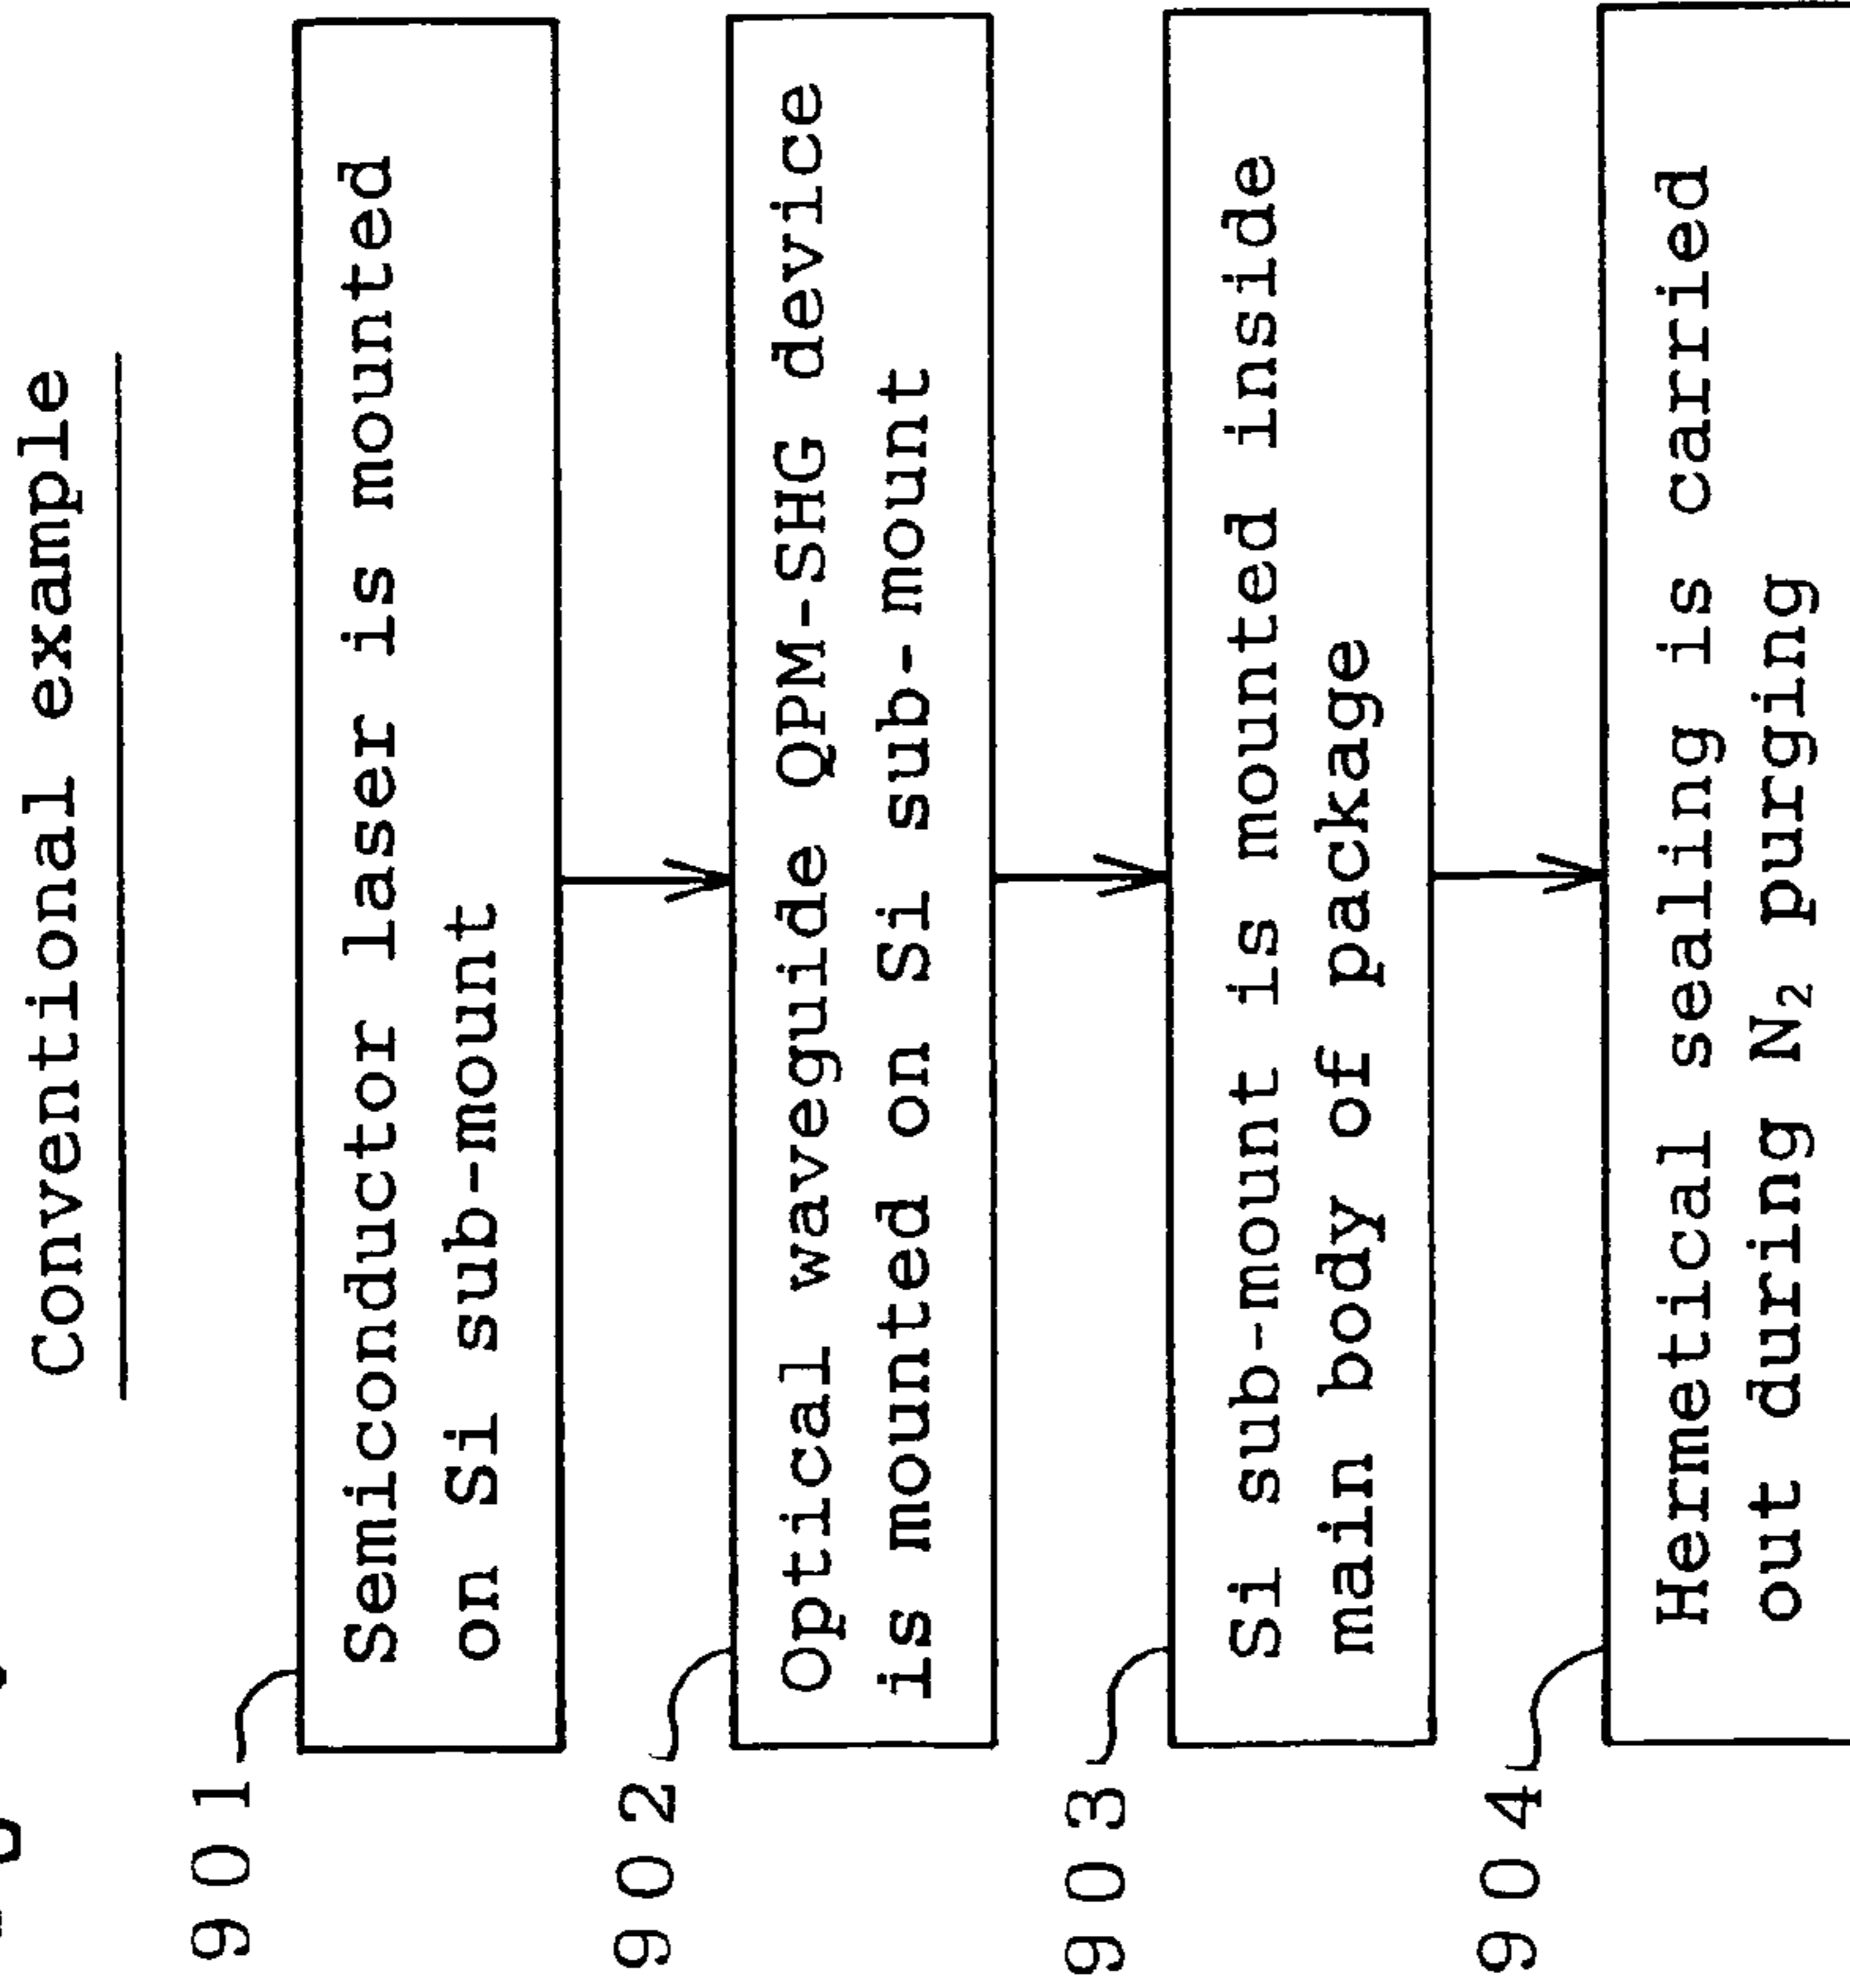 Conventional example
901
Semiconductor laser is mounted
on Si sub-mount
902
Optical waveguide QPM-SHG device
is mounted on Si sub-mount
903
Si sub-mount is mounted inside
main body of package
904
Hermetical sealing is carried
out during N₂ purging